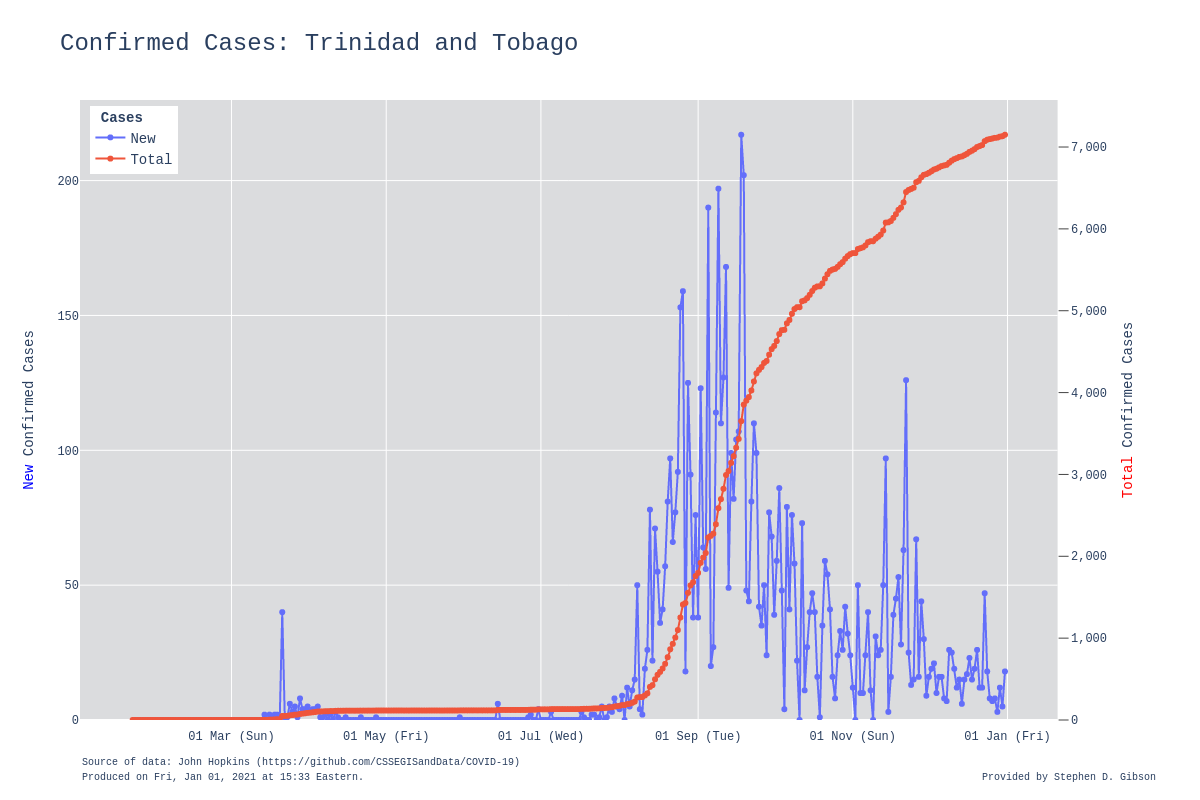 Confirmed Cases: Trinidad and Tobago
Cases
New
Total
200
150
100
50
0
New Confirmed Cases
7,000
6,000
5,000
4,000
3,000
2,000
1,000
0
Total Confirmed Cases
01 Mar (Sun) 01 May (Fri) 01 Jul (Wed) 01 Sep (Tue) 01 Nov (Sun) 01 Jan (Fri)
Source of data: John Hopkins (https://github.com/CSSEGISandData/COVID-19)
Produced on Fri, Jan 01, 2021 at 15:33 Eastern.
Provided by Stephen D. Gibson